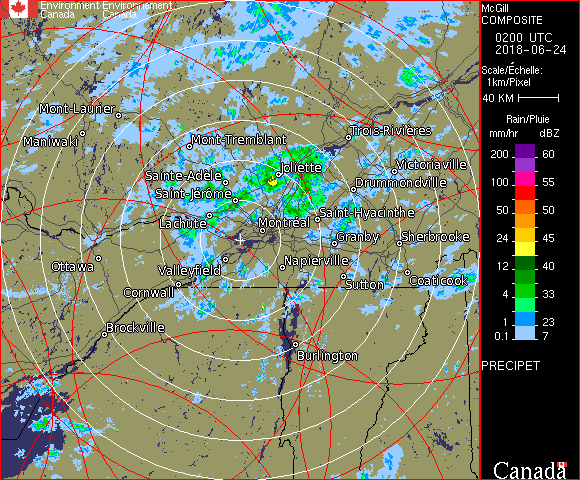 Environment Environnement
Canada Canada
McGill
COMPOSITE
0200 UTC
2018-06-24
Scale/Échelle:
1km/Pixel
40 KM
Rain/Pluie
mm/hr dBZ
200 60
100 55
50 50
24 45
12 40
4 33
0.1 23
7
PRECIPET
Mont-Laurier
Maniwaki
Mont-Tremblant
Trois-Rivières
Sainte-Adèle
Joliette
Victoriaville
Saint-Jérôme
Drummondville
Lachute
Montréal
Saint-Hyacinthe
Granby
Sherbrooke
Ottawa
Valleyfield
Napierville
Cornwall
Sutton
Coaticook
Brockville
Burlington
Canada